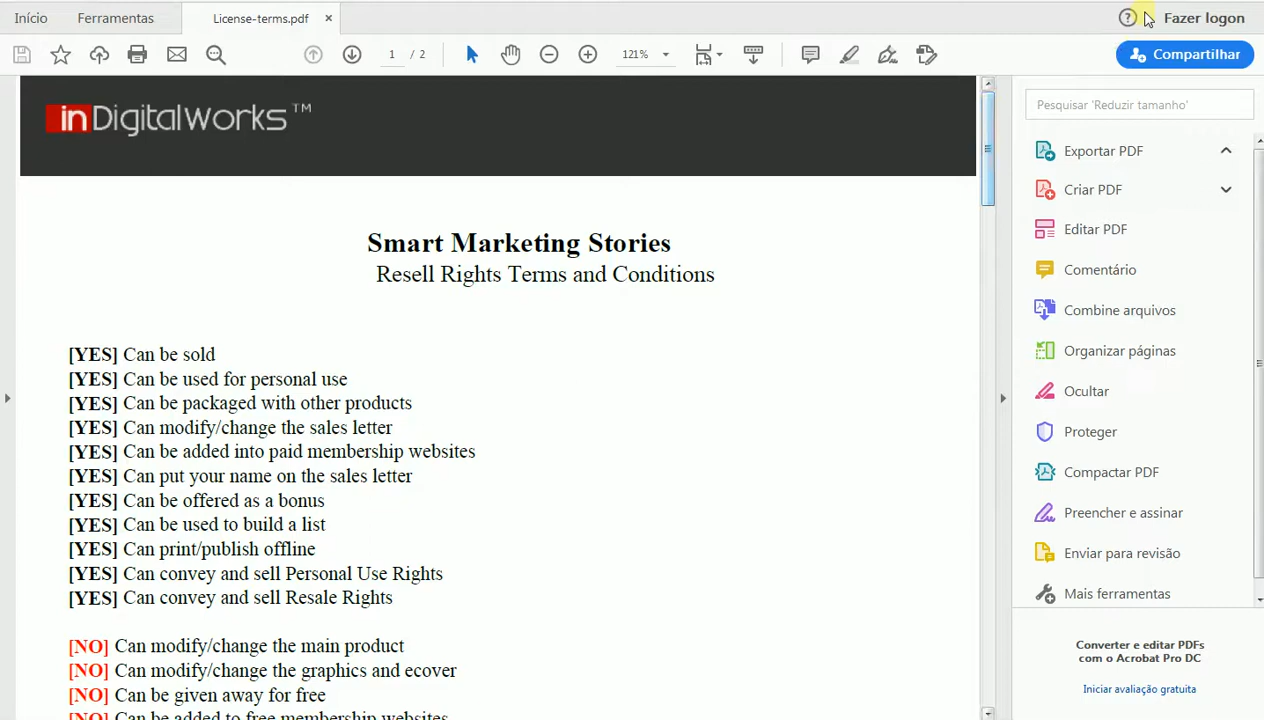 Início Ferramentas License-terms.pdf × ? Fazer logon
1 / 2 121% Compartilhar
inDigitalWorks™
Smart Marketing Stories
Resell Rights Terms and Conditions
[YES] Can be sold
[YES] Can be used for personal use
[YES] Can be packaged with other products
[YES] Can modify/change the sales letter
[YES] Can be added into paid membership websites
[YES] Can put your name on the sales letter
[YES] Can be offered as a bonus
[YES] Can be used to build a list
[YES] Can print/publish offline
[YES] Can convey and sell Personal Use Rights
[YES] Can convey and sell Resale Rights
[NO] Can modify/change the main product
[NO] Can modify/change the graphics and ecover
[NO] Can be given away for free
[NO] Can be added to free membership websites
Pesquisar 'Reduzir tamanho'
Exportar PDF
Criar PDF
Editar PDF
Comentário
Combine arquivos
Organizar páginas
Ocultar
Proteger
Compactar PDF
Preencher e assinar
Enviar para revisão
Mais ferramentas
Converter e editar PDFs
com o Acrobat Pro DC
Iniciar avaliação gratuita